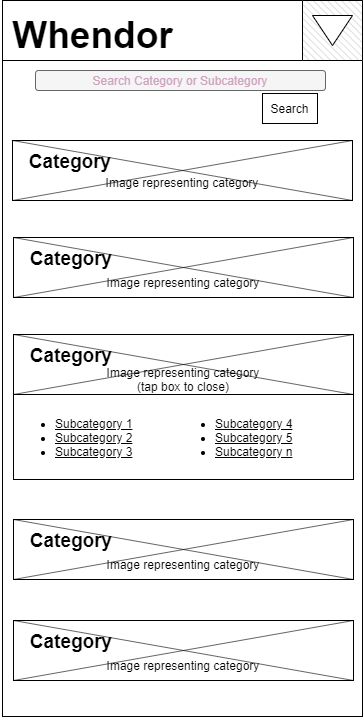 Whendor
Search Category or Subcategory
Search
Category
Image representing category
Category
Image representing category
Category
Image representing category
(tap box to close)
Subcategory 1
Subcategory 2
Subcategory 3
Subcategory 4
Subcategory 5
Subcategory n
Category
Image representing category
Category
Image representing category